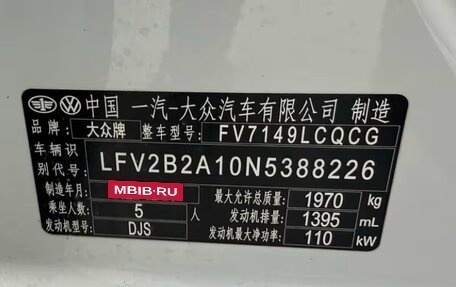 中国 一汽-大众汽车有限公司 制造
品牌: 大众牌 整车型号: FV7149LCQCG
车辆识别代号: LFV2B2A10N5388226
制造年月: MBIB.RU 最大允许总质量: 1970 kg
乘坐人数: 5 人 发动机排量: 1395 mL
发动机型号: DJS 发动机最大净功率: 110 kW